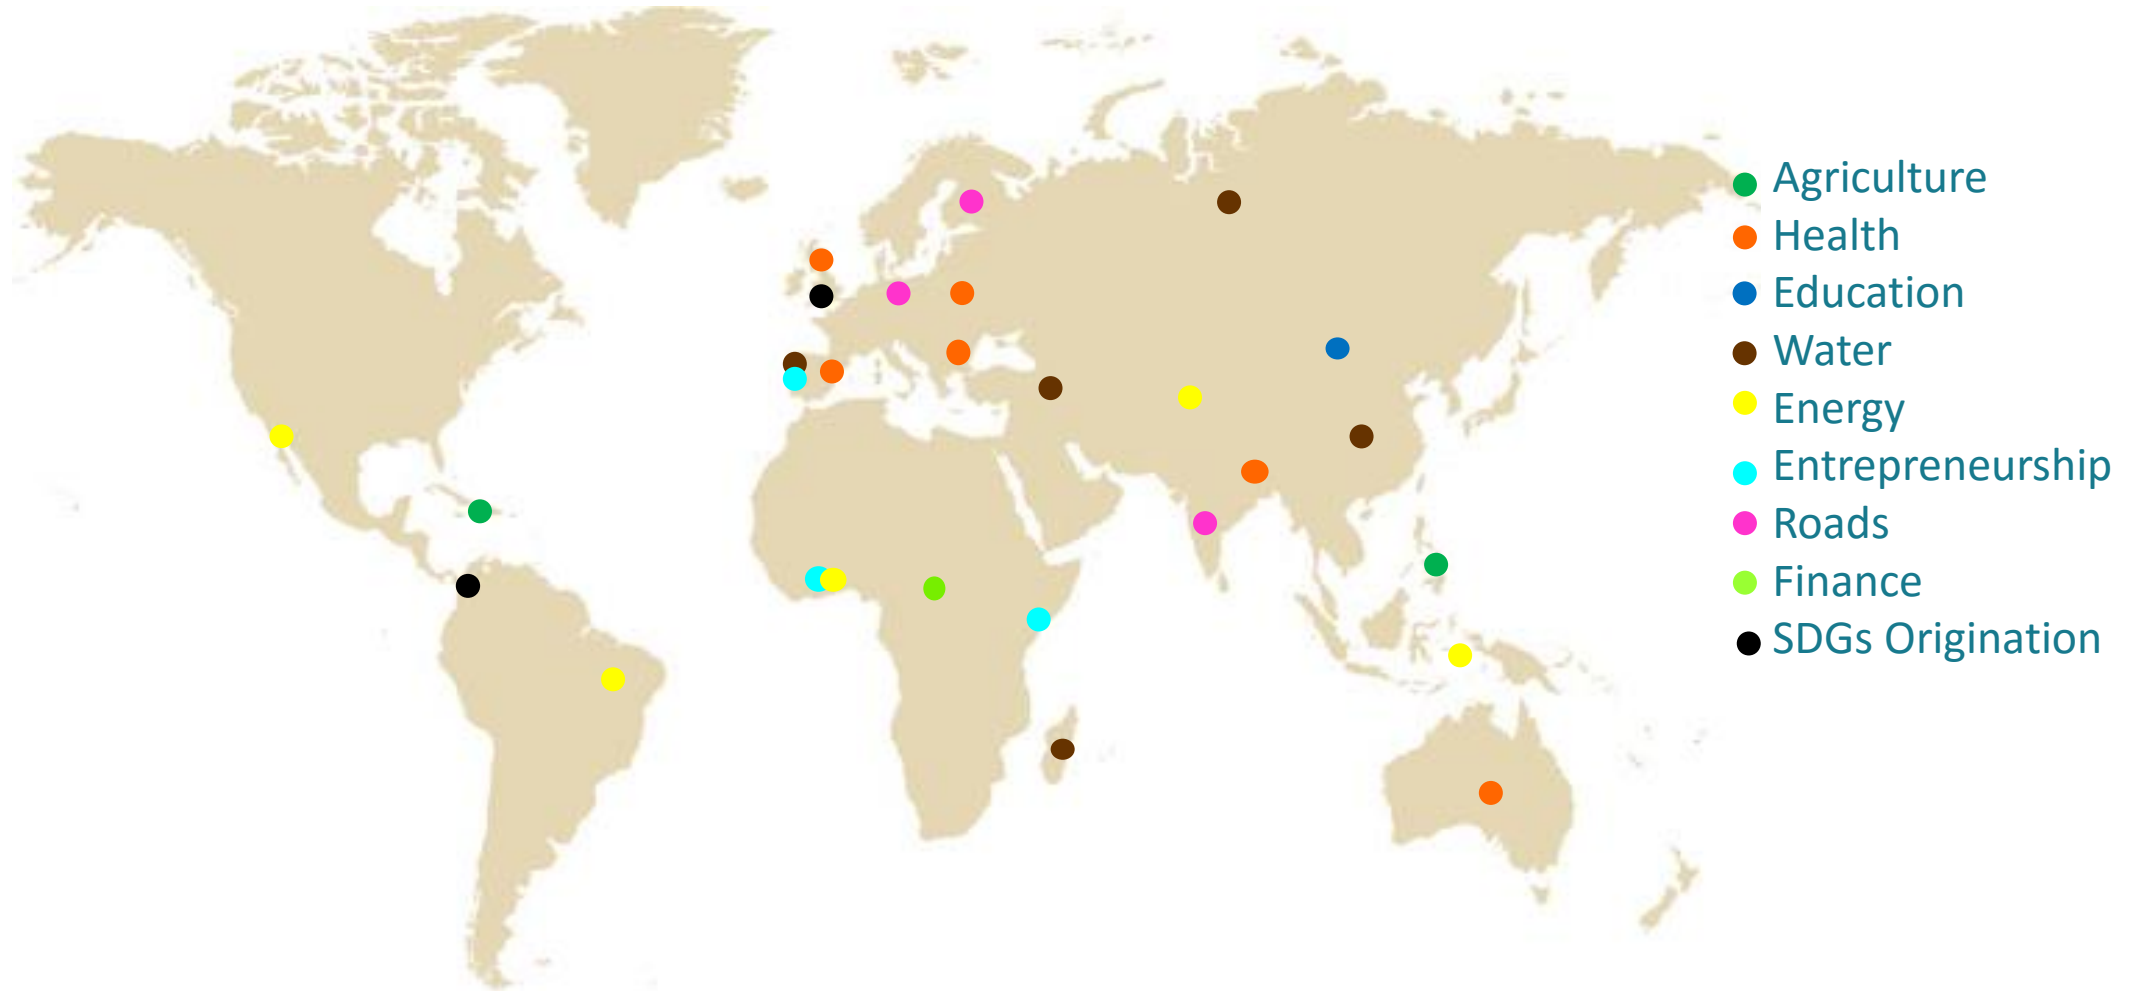 Agriculture
Health
Education
Water
Energy
Entrepreneurship
Roads
Finance
SDGs Origination